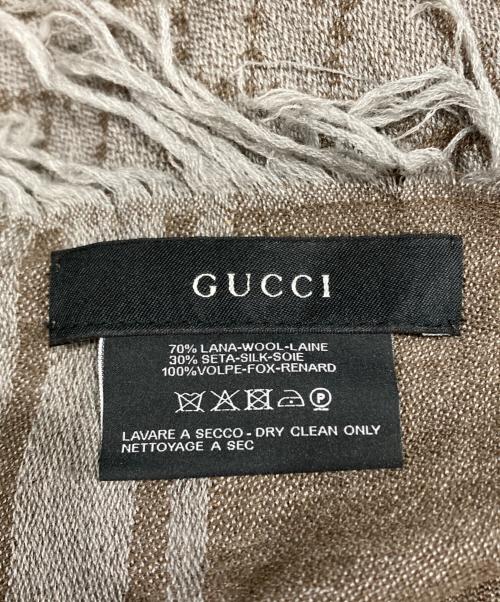 GUCCI
70% LANA-WOOL-LAINE
30% SETA-SILK-SOIE
100%VOLPE-FOX-RENARD
P
LAVARE A SECCO - DRY CLEAN ONLY
NETTOYAGE A SEC